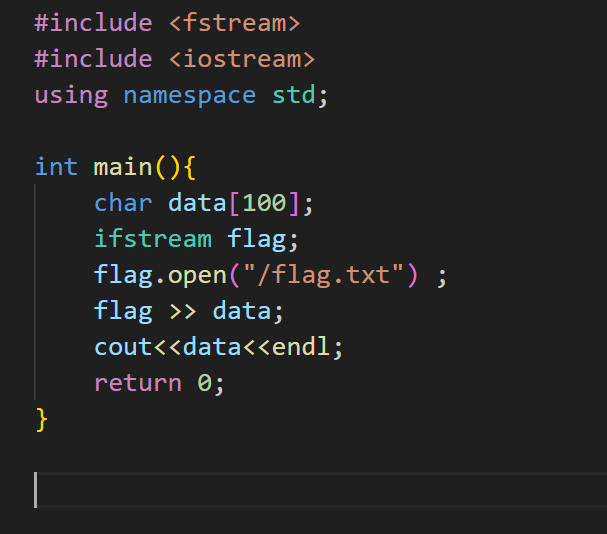 #include <fstream>
#include <iostream>
using namespace std;
int main(){
char data[100];
ifstream flag;
flag.open("/flag.txt") ;
flag >> data;
cout<<data<<endl;
return 0;
}